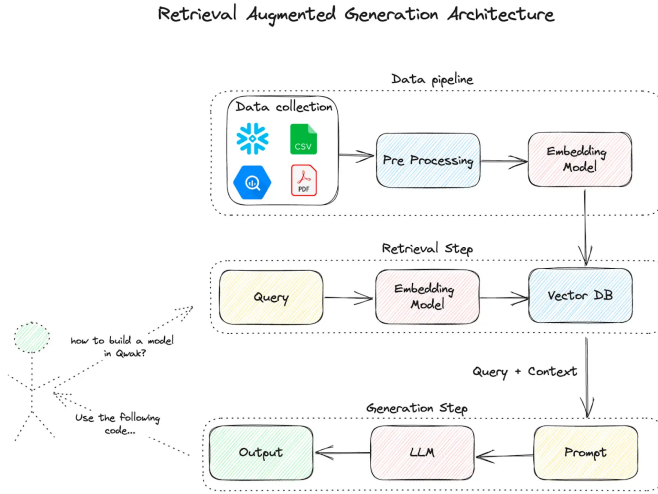 Retrieval Augmented Generation Architecture
Data pipeline
Data collection
CSV
PDF
Pre Processing
Embedding
Model
Retrieval Step
Query
Embedding
Model
Vector DB
how to build a model
in Qwak?
Query + Context
Use the following
code...
Generation Step
Output
LLM
Prompt